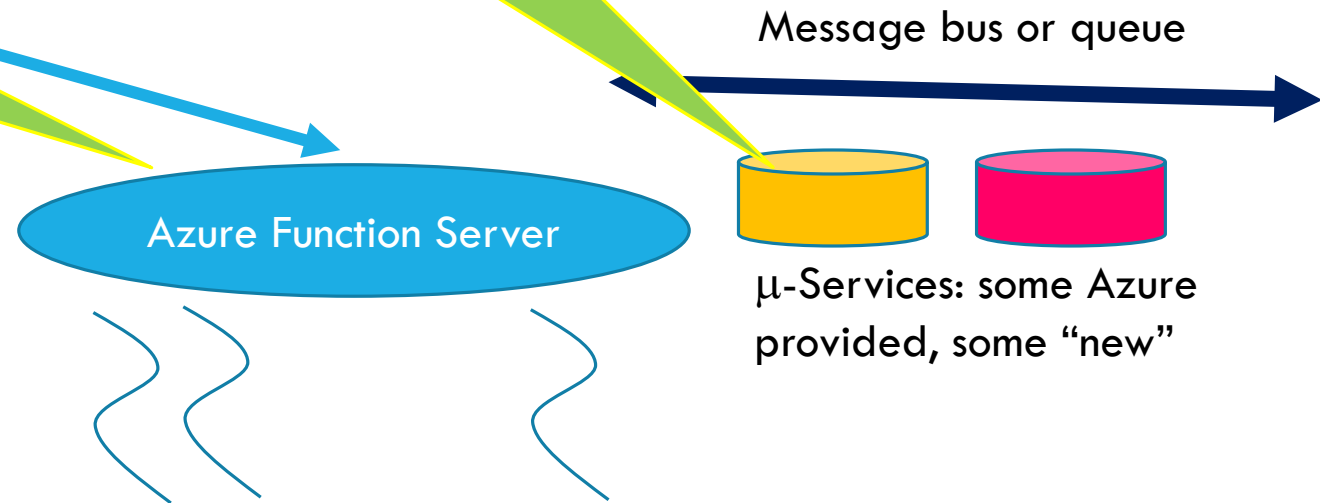 Message bus or queue
Azure Function Server
μ-Services: some Azure
provided, some “new”